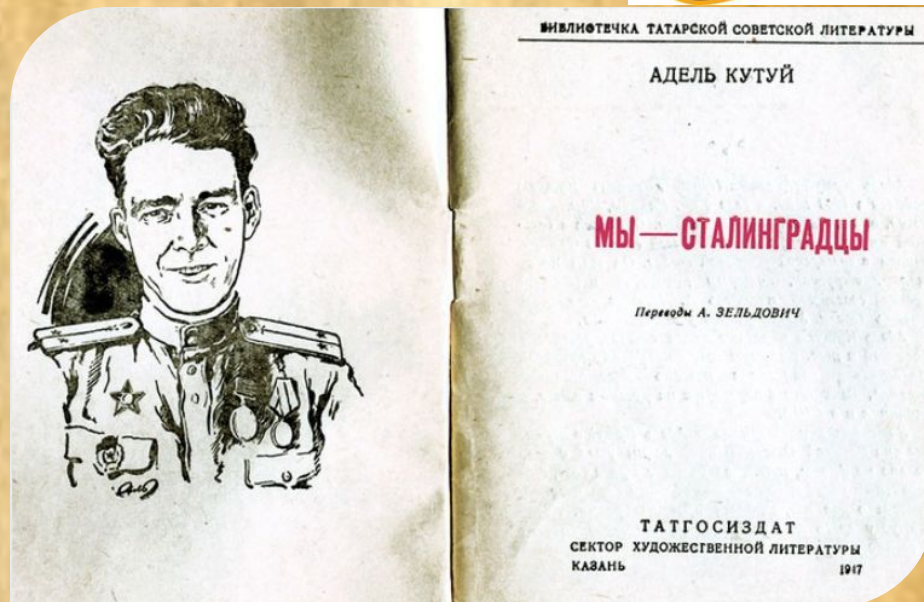 БИБЛИОТЕЧКА ТАТАРСКОЙ СОВЕТСКОЙ ЛИТЕРАТУРЫ
АДЕЛЬ КУТУЙ
МЫ—СТАЛИНГРАДЦЫ
Переводы А. ЗЕЛЬДОВИЧ
ТАТГОСИЗДАТ
СЕКТОР ХУДОЖЕСТВЕННОЙ ЛИТЕРАТУРЫ
КАЗАНЬ 1947